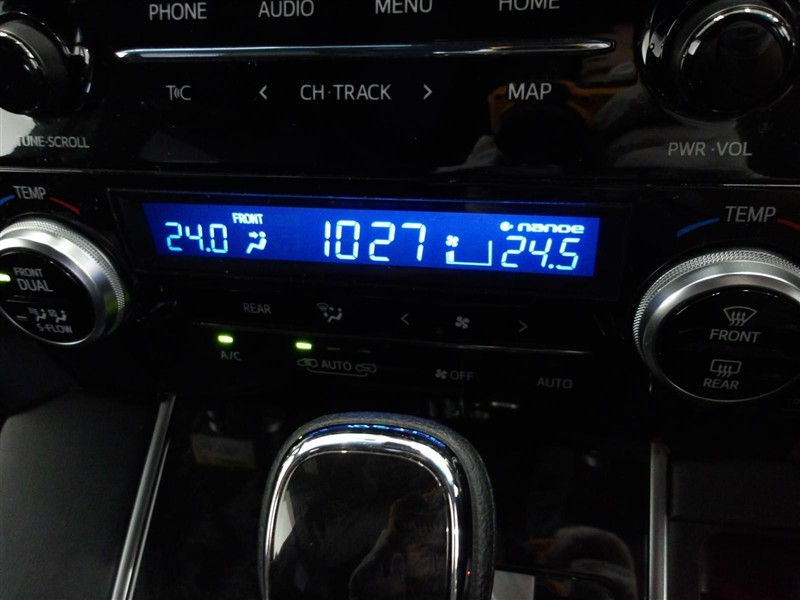 PHONE AUDIO MENU HOME
CH·TRACK MAP
TUNE·SCROLL PWR·VOL
TEMP TEMP
24.0 FRONT 1027 nanoe 24.5
FRONT
DUAL
S-FLOW
REAR
A/C AUTO OFF AUTO
FRONT
REAR